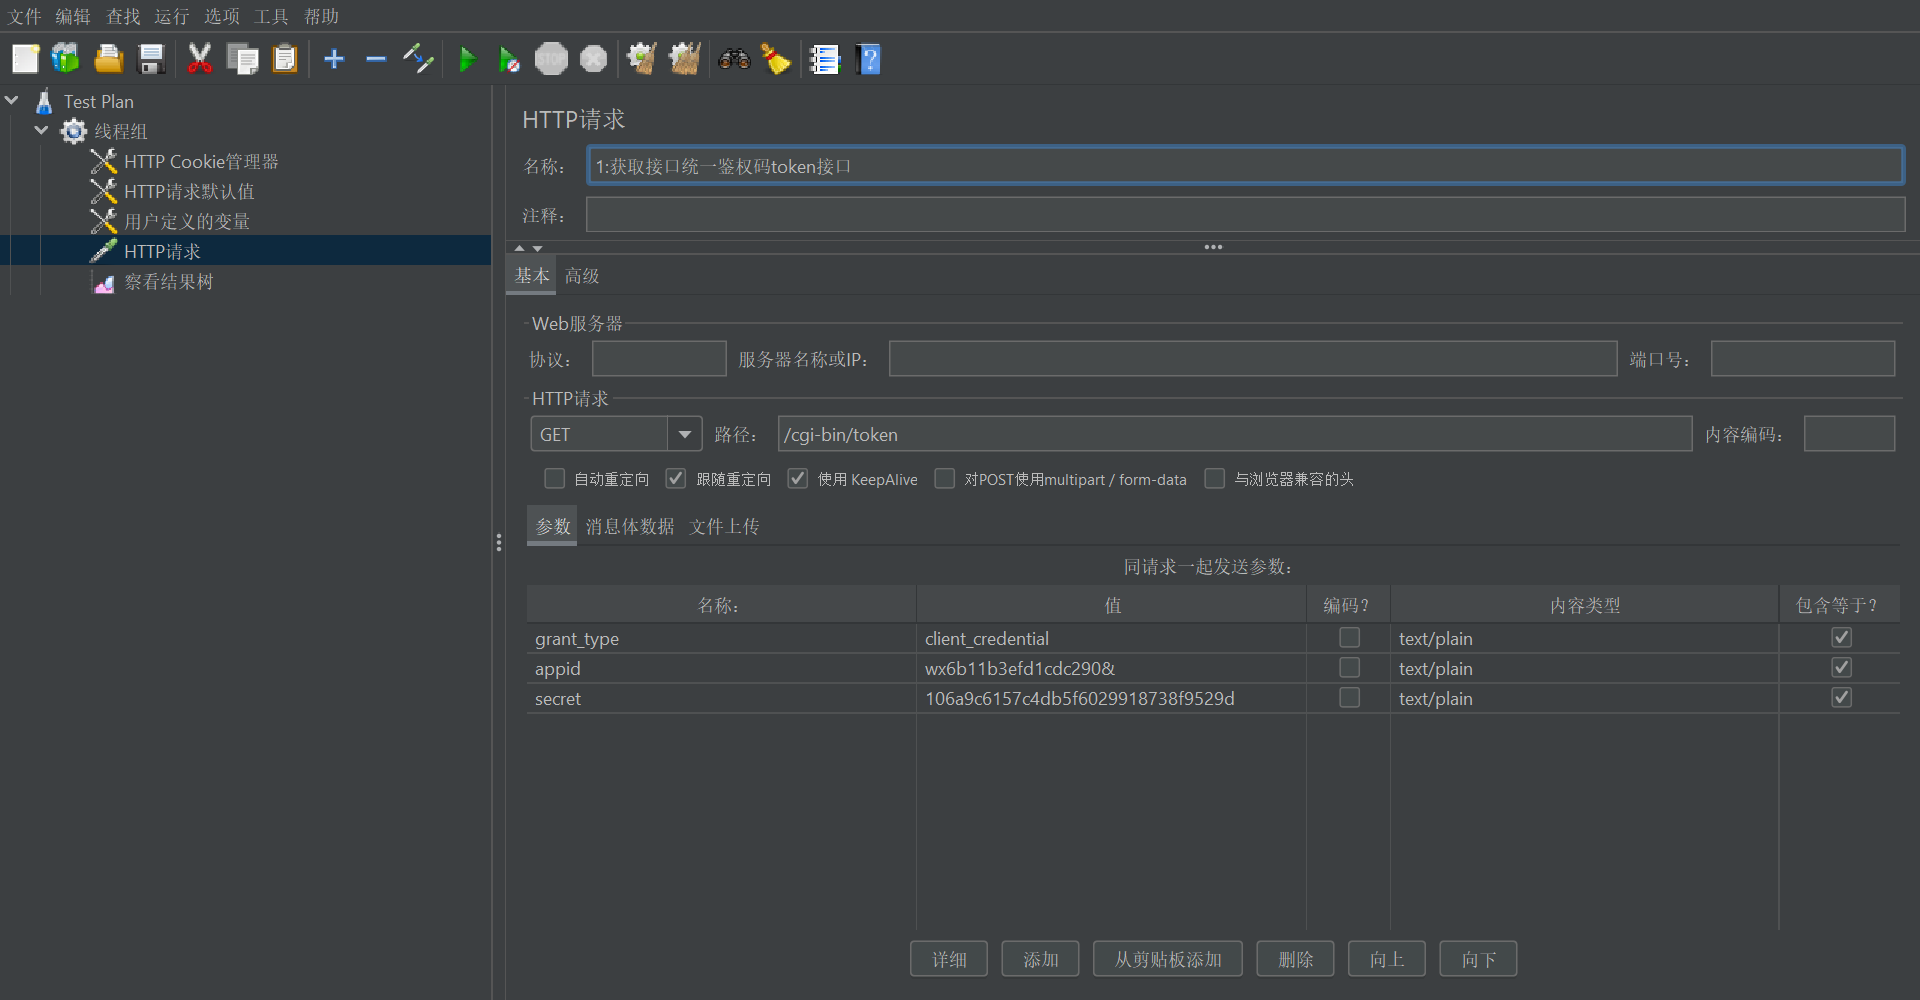 文件 编辑 查找 运行 选项 工具 帮助
STOP
Test Plan
线程组
HTTP Cookie管理器
HTTP请求默认值
用户定义的变量
HTTP请求
察看结果树
HTTP请求
名称： 1:获取接口统一鉴权码token接口
注释：
基本 高级
Web服务器
协议： 服务器名称或IP： 端口号：
HTTP请求
GET 路径： /cgi-bin/token 内容编码：
自动重定向 跟随重定向 使用 KeepAlive 对POST使用multipart / form-data 与浏览器兼容的头
参数 消息体数据 文件上传
同请求一起发送参数：
名称： 值 编码？ 内容类型 包含等于？
grant_type client_credential text/plain
appid wx6b11b3efd1cdc290& text/plain
secret 106a9c6157c4db5f6029918738f9529d text/plain
详细 添加 从剪贴板添加 删除 向上 向下